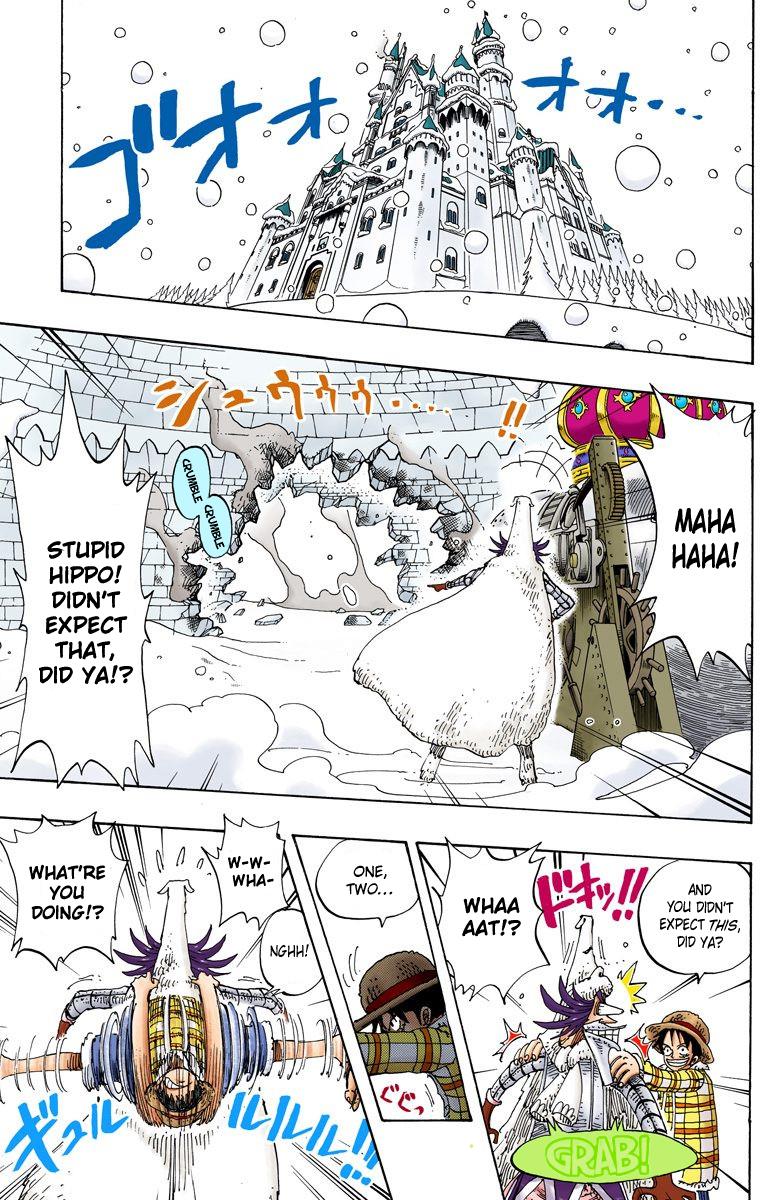 ゴオオオオ...
MAHA
HAHA!
!!
シュウゥゥ....
CRUMBLE CRUMBLE
STUPID
HIPPO!
DIDN'T
EXPECT
THAT,
DID YA!?
AND
YOU DIDN'T
EXPECT THIS,
DID YA?
ドキッ!!
WHAA
AAT!?
GRAB!
ONE,
TWO...
ぐぐっ
W-W-
WHA-
NGHH!
WHAT'RE
YOU
DOING!?
ギュルルルルル!!!